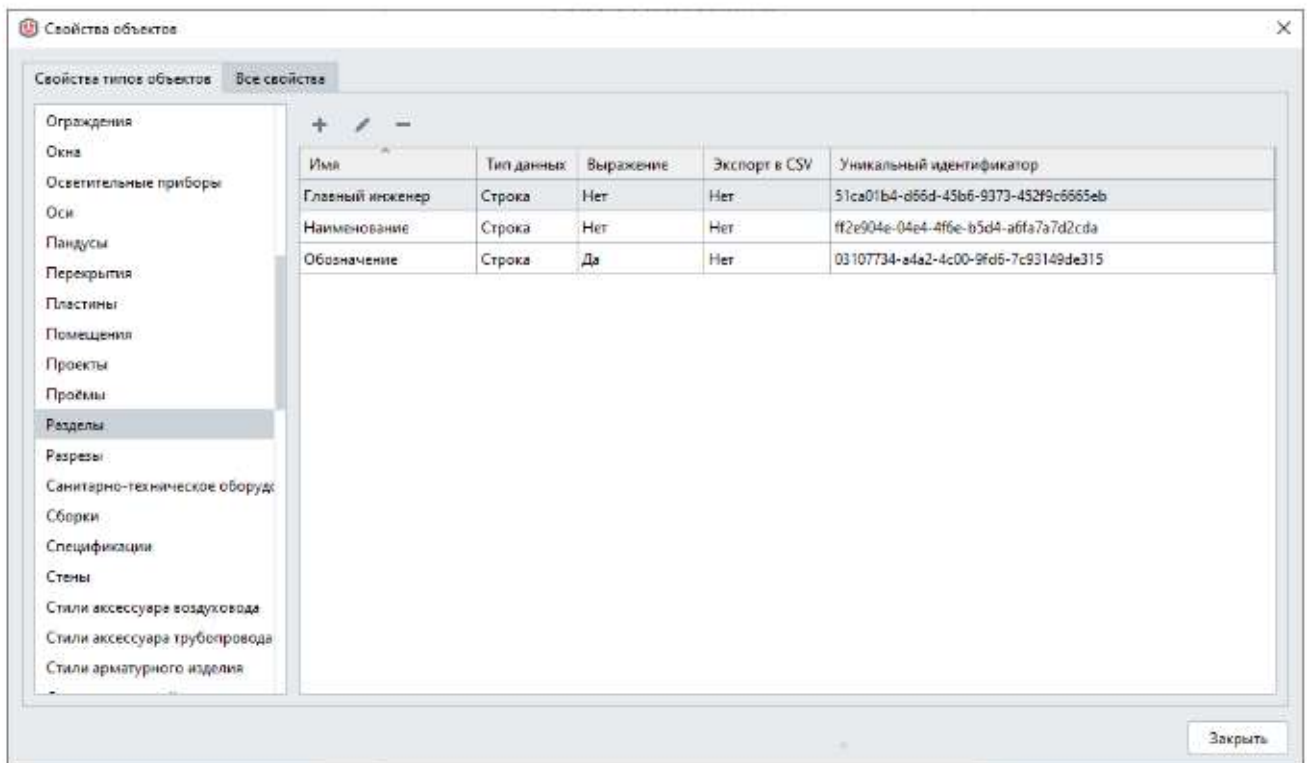 Свойства объектов
Свойства типов объектов Все свойства
Ограждения
Окна
Осветительные приборы
Оси
Пандусы
Перекрытия
Пластины
Помещения
Проекты
Проёмы
Разделы
Разрезы
Санитарно-техническое оборудо
Сборки
Спецификации
Стены
Стили аксессуара воздуховода
Стили аксессуара трубопровода
Стили арматурного изделия
Имя Тип данных Выражение Экспорт в CSV Уникальный идентификатор
Главный инженер Строка Нет Нет 51ca01b4-d66d-45b6-9373-452f9c6665eb
Наименование Строка Нет Нет ff2e904e-04e4-4f6e-b5d4-a6fa7a7d2cda
Обозначение Строка Да Нет 03107734-a4a2-4c00-9fd6-7c93149de315
Закрыть